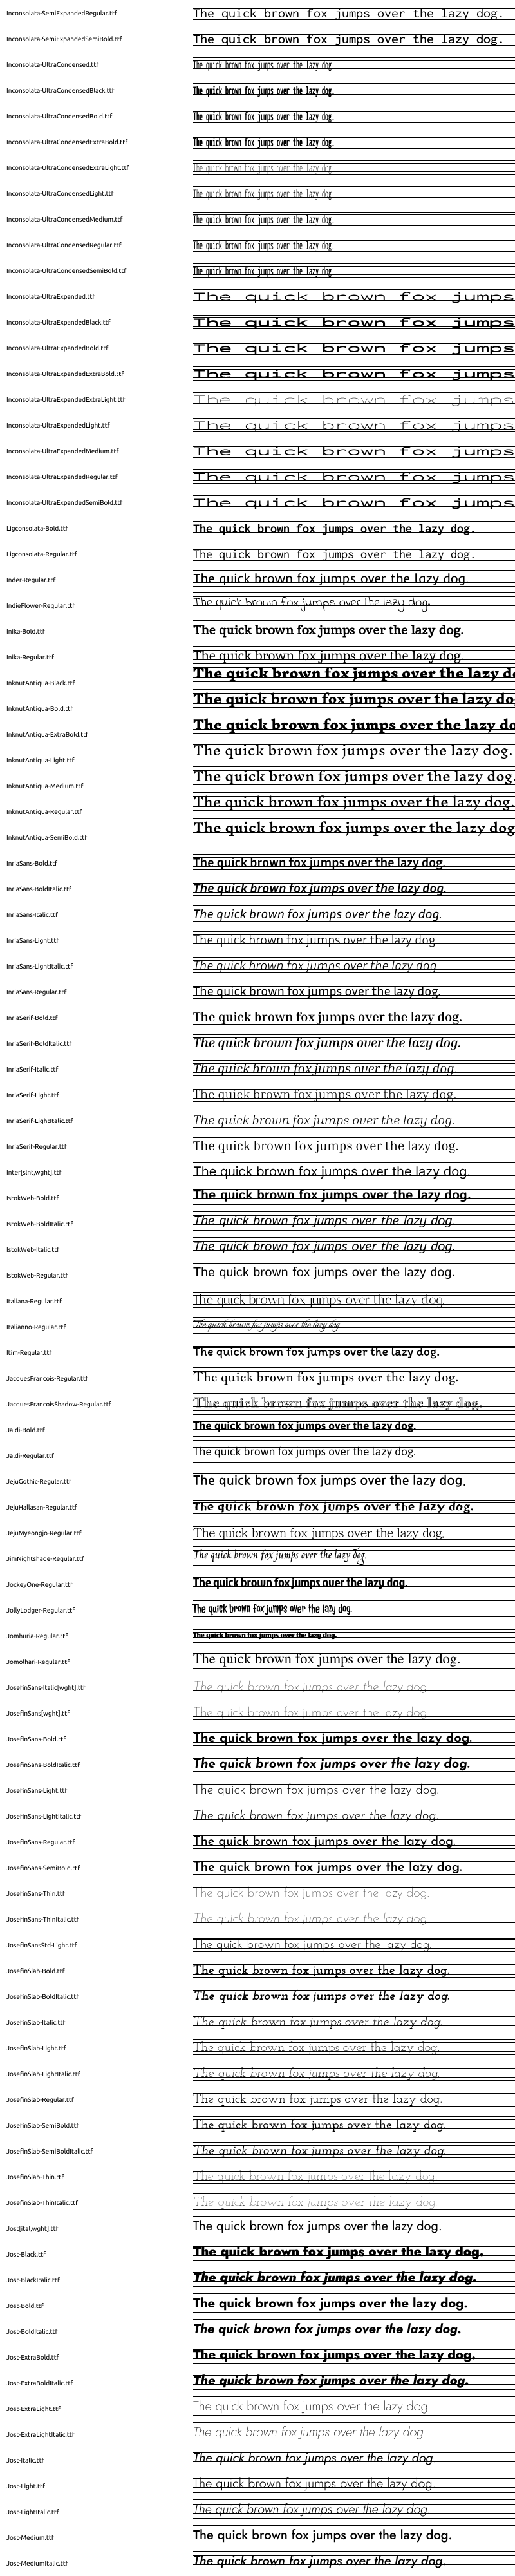 Inconsolata-SemiExpandedRegular.ttf The quick brown fox jumps over the lazy dog.
Inconsolata-SemiExpandedSemiBold.ttf The quick brown fox jumps over the lazy dog.
Inconsolata-UltraCondensed.ttf The quick brown fox jumps over the lazy dog.
Inconsolata-UltraCondensedBlack.ttf The quick brown fox jumps over the lazy dog.
Inconsolata-UltraCondensedBold.ttf The quick brown fox jumps over the lazy dog.
Inconsolata-UltraCondensedExtraBold.ttf The quick brown fox jumps over the lazy dog.
Inconsolata-UltraCondensedExtraLight.ttf The quick brown fox jumps over the lazy dog.
Inconsolata-UltraCondensedLight.ttf The quick brown fox jumps over the lazy dog.
Inconsolata-UltraCondensedMedium.ttf The quick brown fox jumps over the lazy dog.
Inconsolata-UltraCondensedRegular.ttf The quick brown fox jumps over the lazy dog.
Inconsolata-UltraCondensedSemiBold.ttf The quick brown fox jumps over the lazy dog.
Inconsolata-UltraExpanded.ttf The quick brown fox jumps
Inconsolata-UltraExpandedBlack.ttf The quick brown fox jumps
Inconsolata-UltraExpandedBold.ttf The quick brown fox jumps
Inconsolata-UltraExpandedExtraBold.ttf The quick brown fox jumps
Inconsolata-UltraExpandedExtraLight.ttf The quick brown fox jumps
Inconsolata-UltraExpandedLight.ttf The quick brown fox jumps
Inconsolata-UltraExpandedMedium.ttf The quick brown fox jumps
Inconsolata-UltraExpandedRegular.ttf The quick brown fox jumps
Inconsolata-UltraExpandedSemiBold.ttf The quick brown fox jumps
Ligconsolata-Bold.ttf The quick brown fox jumps over the lazy dog.
Ligconsolata-Regular.ttf The quick brown fox jumps over the lazy dog.
Inder-Regular.ttf The quick brown fox jumps over the lazy dog.
IndieFlower-Regular.ttf The quick brown fox jumps over the lazy dog.
Inika-Bold.ttf The quick brown fox jumps over the lazy dog.
Inika-Regular.ttf The quick brown fox jumps over the lazy dog.
InknutAntiqua-Black.ttf The quick brown fox jumps over the lazy do
InknutAntiqua-Bold.ttf The quick brown fox jumps over the lazy do
InknutAntiqua-ExtraBold.ttf The quick brown fox jumps over the lazy do
InknutAntiqua-Light.ttf The quick brown fox jumps over the lazy dog.
InknutAntiqua-Medium.ttf The quick brown fox jumps over the lazy dog.
InknutAntiqua-Regular.ttf The quick brown fox jumps over the lazy dog.
InknutAntiqua-SemiBold.ttf The quick brown fox jumps over the lazy dog
InriaSans-Bold.ttf The quick brown fox jumps over the lazy dog.
InriaSans-BoldItalic.ttf The quick brown fox jumps over the lazy dog.
InriaSans-Italic.ttf The quick brown fox jumps over the lazy dog.
InriaSans-Light.ttf The quick brown fox jumps over the lazy dog.
InriaSans-LightItalic.ttf The quick brown fox jumps over the lazy dog.
InriaSans-Regular.ttf The quick brown fox jumps over the lazy dog.
InriaSerif-Bold.ttf The quick brown fox jumps over the lazy dog.
InriaSerif-BoldItalic.ttf The quick brown fox jumps over the lazy dog.
InriaSerif-Italic.ttf The quick brown fox jumps over the lazy dog.
InriaSerif-Light.ttf The quick brown fox jumps over the lazy dog.
InriaSerif-LightItalic.ttf The quick brown fox jumps over the lazy dog.
InriaSerif-Regular.ttf The quick brown fox jumps over the lazy dog.
Inter[slnt,wght].ttf The quick brown fox jumps over the lazy dog.
IstokWeb-Bold.ttf The quick brown fox jumps over the lazy dog.
IstokWeb-BoldItalic.ttf The quick brown fox jumps over the lazy dog.
IstokWeb-Italic.ttf The quick brown fox jumps over the lazy dog.
IstokWeb-Regular.ttf The quick brown fox jumps over the lazy dog.
Italiana-Regular.ttf The quick brown fox jumps over the lazy dog.
Italianno-Regular.ttf The quick brown fox jumps over the lazy dog.
Itim-Regular.ttf The quick brown fox jumps over the lazy dog.
JacquesFrancois-Regular.ttf The quick brown fox jumps over the lazy dog.
JacquesFrancoisShadow-Regular.ttf The quick brown fox jumps over the lazy dog.
Jaldi-Bold.ttf The quick brown fox jumps over the lazy dog.
Jaldi-Regular.ttf The quick brown fox jumps over the lazy dog.
JejuGothic-Regular.ttf The quick brown fox jumps over the lazy dog.
JejuHallasan-Regular.ttf The quick brown fox jumps over the lazy dog.
JejuMyeongjo-Regular.ttf The quick brown fox jumps over the lazy dog.
JimNightshade-Regular.ttf The quick brown fox jumps over the lazy dog.
JockeyOne-Regular.ttf The quick brown fox jumps over the lazy dog.
JollyLodger-Regular.ttf The quick brown fox jumps over the lazy dog.
Jomhuria-Regular.ttf The quick brown fox jumps over the lazy dog.
Jomolhari-Regular.ttf The quick brown fox jumps over the lazy dog.
JosefinSans-Italic[wght].ttf The quick brown fox jumps over the lazy dog.
JosefinSans[wght].ttf The quick brown fox jumps over the lazy dog.
JosefinSans-Bold.ttf The quick brown fox jumps over the lazy dog.
JosefinSans-BoldItalic.ttf The quick brown fox jumps over the lazy dog.
JosefinSans-Light.ttf The quick brown fox jumps over the lazy dog.
JosefinSans-LightItalic.ttf The quick brown fox jumps over the lazy dog.
JosefinSans-Regular.ttf The quick brown fox jumps over the lazy dog.
JosefinSans-SemiBold.ttf The quick brown fox jumps over the lazy dog.
JosefinSans-Thin.ttf The quick brown fox jumps over the lazy dog.
JosefinSans-ThinItalic.ttf The quick brown fox jumps over the lazy dog.
JosefinSansStd-Light.ttf The quick brown fox jumps over the lazy dog.
JosefinSlab-Bold.ttf The quick brown fox jumps over the lazy dog.
JosefinSlab-BoldItalic.ttf The quick brown fox jumps over the lazy dog.
JosefinSlab-Italic.ttf The quick brown fox jumps over the lazy dog.
JosefinSlab-Light.ttf The quick brown fox jumps over the lazy dog.
JosefinSlab-LightItalic.ttf The quick brown fox jumps over the lazy dog.
JosefinSlab-Regular.ttf The quick brown fox jumps over the lazy dog.
JosefinSlab-SemiBold.ttf The quick brown fox jumps over the lazy dog.
JosefinSlab-SemiBoldItalic.ttf The quick brown fox jumps over the lazy dog.
JosefinSlab-Thin.ttf The quick brown fox jumps over the lazy dog.
JosefinSlab-ThinItalic.ttf The quick brown fox jumps over the lazy dog.
Jost[ital,wght].ttf The quick brown fox jumps over the lazy dog.
Jost-Black.ttf The quick brown fox jumps over the lazy dog.
Jost-BlackItalic.ttf The quick brown fox jumps over the lazy dog.
Jost-Bold.ttf The quick brown fox jumps over the lazy dog.
Jost-BoldItalic.ttf The quick brown fox jumps over the lazy dog.
Jost-ExtraBold.ttf The quick brown fox jumps over the lazy dog.
Jost-ExtraBoldItalic.ttf The quick brown fox jumps over the lazy dog.
Jost-ExtraLight.ttf The quick brown fox jumps over the lazy dog.
Jost-ExtraLightItalic.ttf The quick brown fox jumps over the lazy dog.
Jost-Italic.ttf The quick brown fox jumps over the lazy dog.
Jost-Light.ttf The quick brown fox jumps over the lazy dog.
Jost-LightItalic.ttf The quick brown fox jumps over the lazy dog.
Jost-Medium.ttf The quick brown fox jumps over the lazy dog.
Jost-MediumItalic.ttf The quick brown fox jumps over the lazy dog.